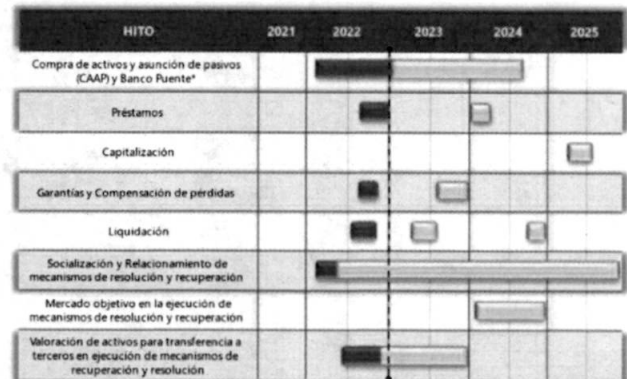 HITO 2021 2022 2023 2024 2025
Compra de activos y asunción de pasivos
(CAAP) y Banco Puente*
Préstamos
Capitalización
Garantías y Compensación de pérdidas
Liquidación
Socialización y Relacionamiento de
mecanismos de resolución y recuperación
Mercado objetivo en la ejecución de
mecanismos de resolución y recuperación
Valoración de activos para transferencia a
terceros en ejecución de mecanismos de
recuperación y resolución